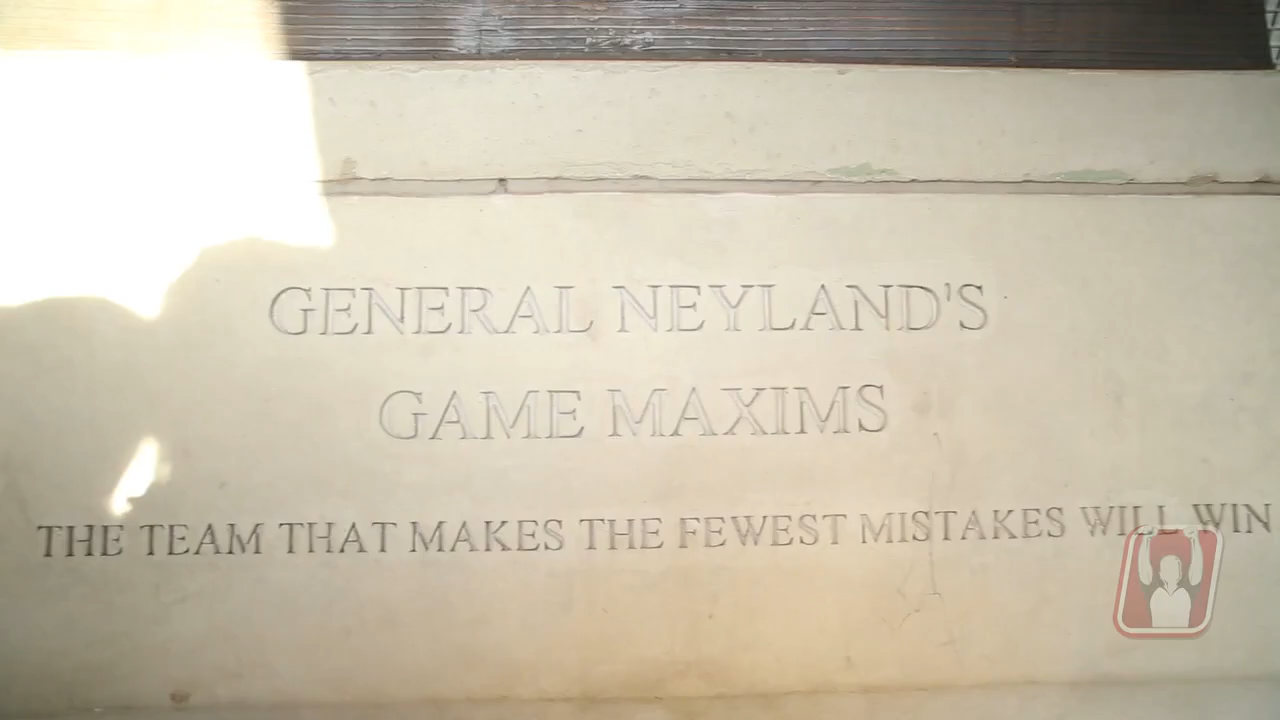 GENERAL NEYLAND'S
GAME MAXIMS
THE TEAM THAT MAKES THE FEWEST MISTAKES WILL WIN